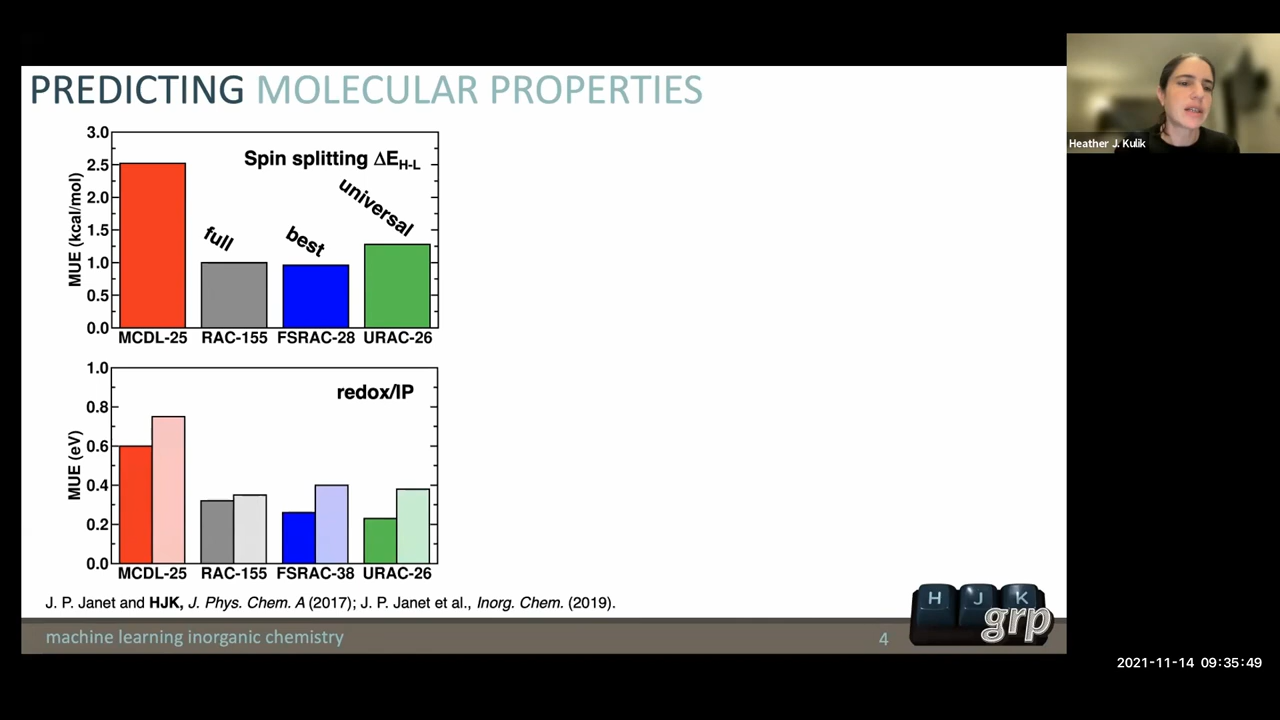 PREDICTING MOLECULAR PROPERTIES
Heather J. Kulik
3.0
2.5
2.0
1.5
1.0
0.5
0.0
MUE (kcal/mol)
Spin splitting ΔEH-L
full
best
universal
MCDL-25 RAC-155 FSRAC-28 URAC-26
1.0
0.8
0.6
0.4
0.2
0.0
MUE (eV)
redox/IP
MCDL-25 RAC-155 FSRAC-38 URAC-26
J. P. Janet and HJK, J. Phys. Chem. A (2017); J. P. Janet et al., Inorg. Chem. (2019).
machine learning inorganic chemistry
4
H J K
grp
2021-11-14 09:35:49